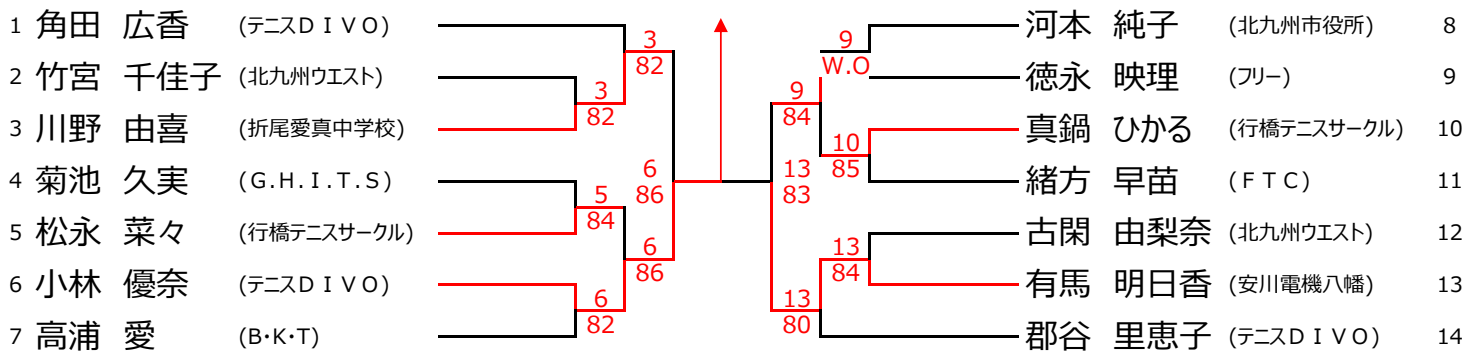 1 角田 広香 (テニスDIVO)
2 竹宮 千佳子 (北九州ウエスト)
3 川野 由喜 (折尾愛真中学校)
4 菊池 久実 (G.H.I.T.S)
5 松永 菜々 (行橋テニスサークル)
6 小林 優奈 (テニスDIVO)
7 高浦 愛 (B・K・T)
3
82
3
82
6
86
5
84
6
86
6
82
9
W.O
9
84
10
85
13
83
13
84
13
80
河本 純子 (北九州市役所) 8
徳永 映理 (フリー) 9
真鍋 ひかる (行橋テニスサークル) 10
緒方 早苗 (FTC) 11
古閑 由梨奈 (北九州ウエスト) 12
有馬 明日香 (安川電機八幡) 13
郡谷 里恵子 (テニスDIVO) 14